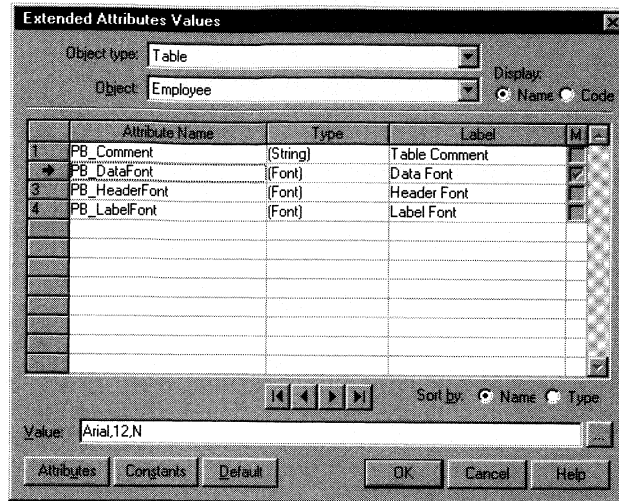 Extended Attributes Values
Object type: Table
Object: Employee
Display:
Name Code
Attribute Name Type Label M
1 PB_Comment (String) Table Comment
PB_DataFont (Font) Data Font
3 PB_HeaderFont (Font) Header Font
4 PB_LabelFont (Font) Label Font
Sort by: Name Type
Value: Arial,12,N
...
Attributes Constants Default OK Cancel Help